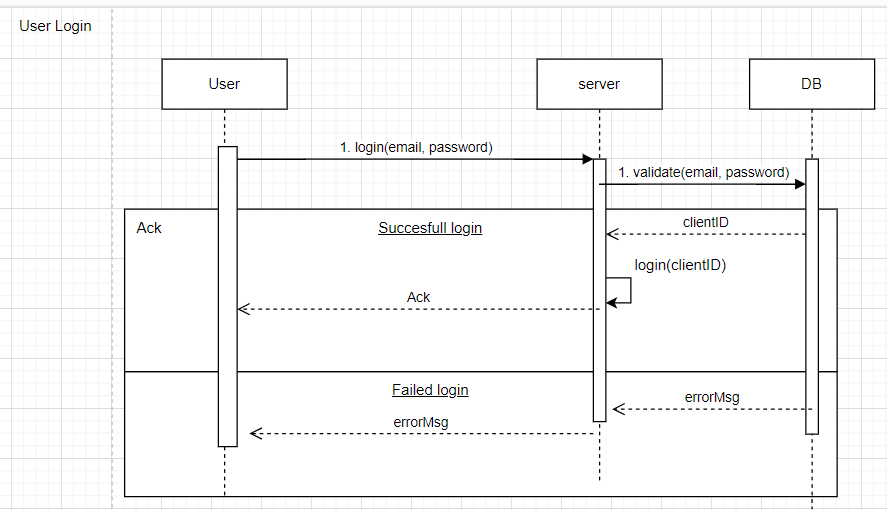 User Login
User
server
DB
1. login(email, password)
1. validate(email, password)
Ack
Succesfull login
clientID
login(clientID)
Ack
Failed login
errorMsg
errorMsg